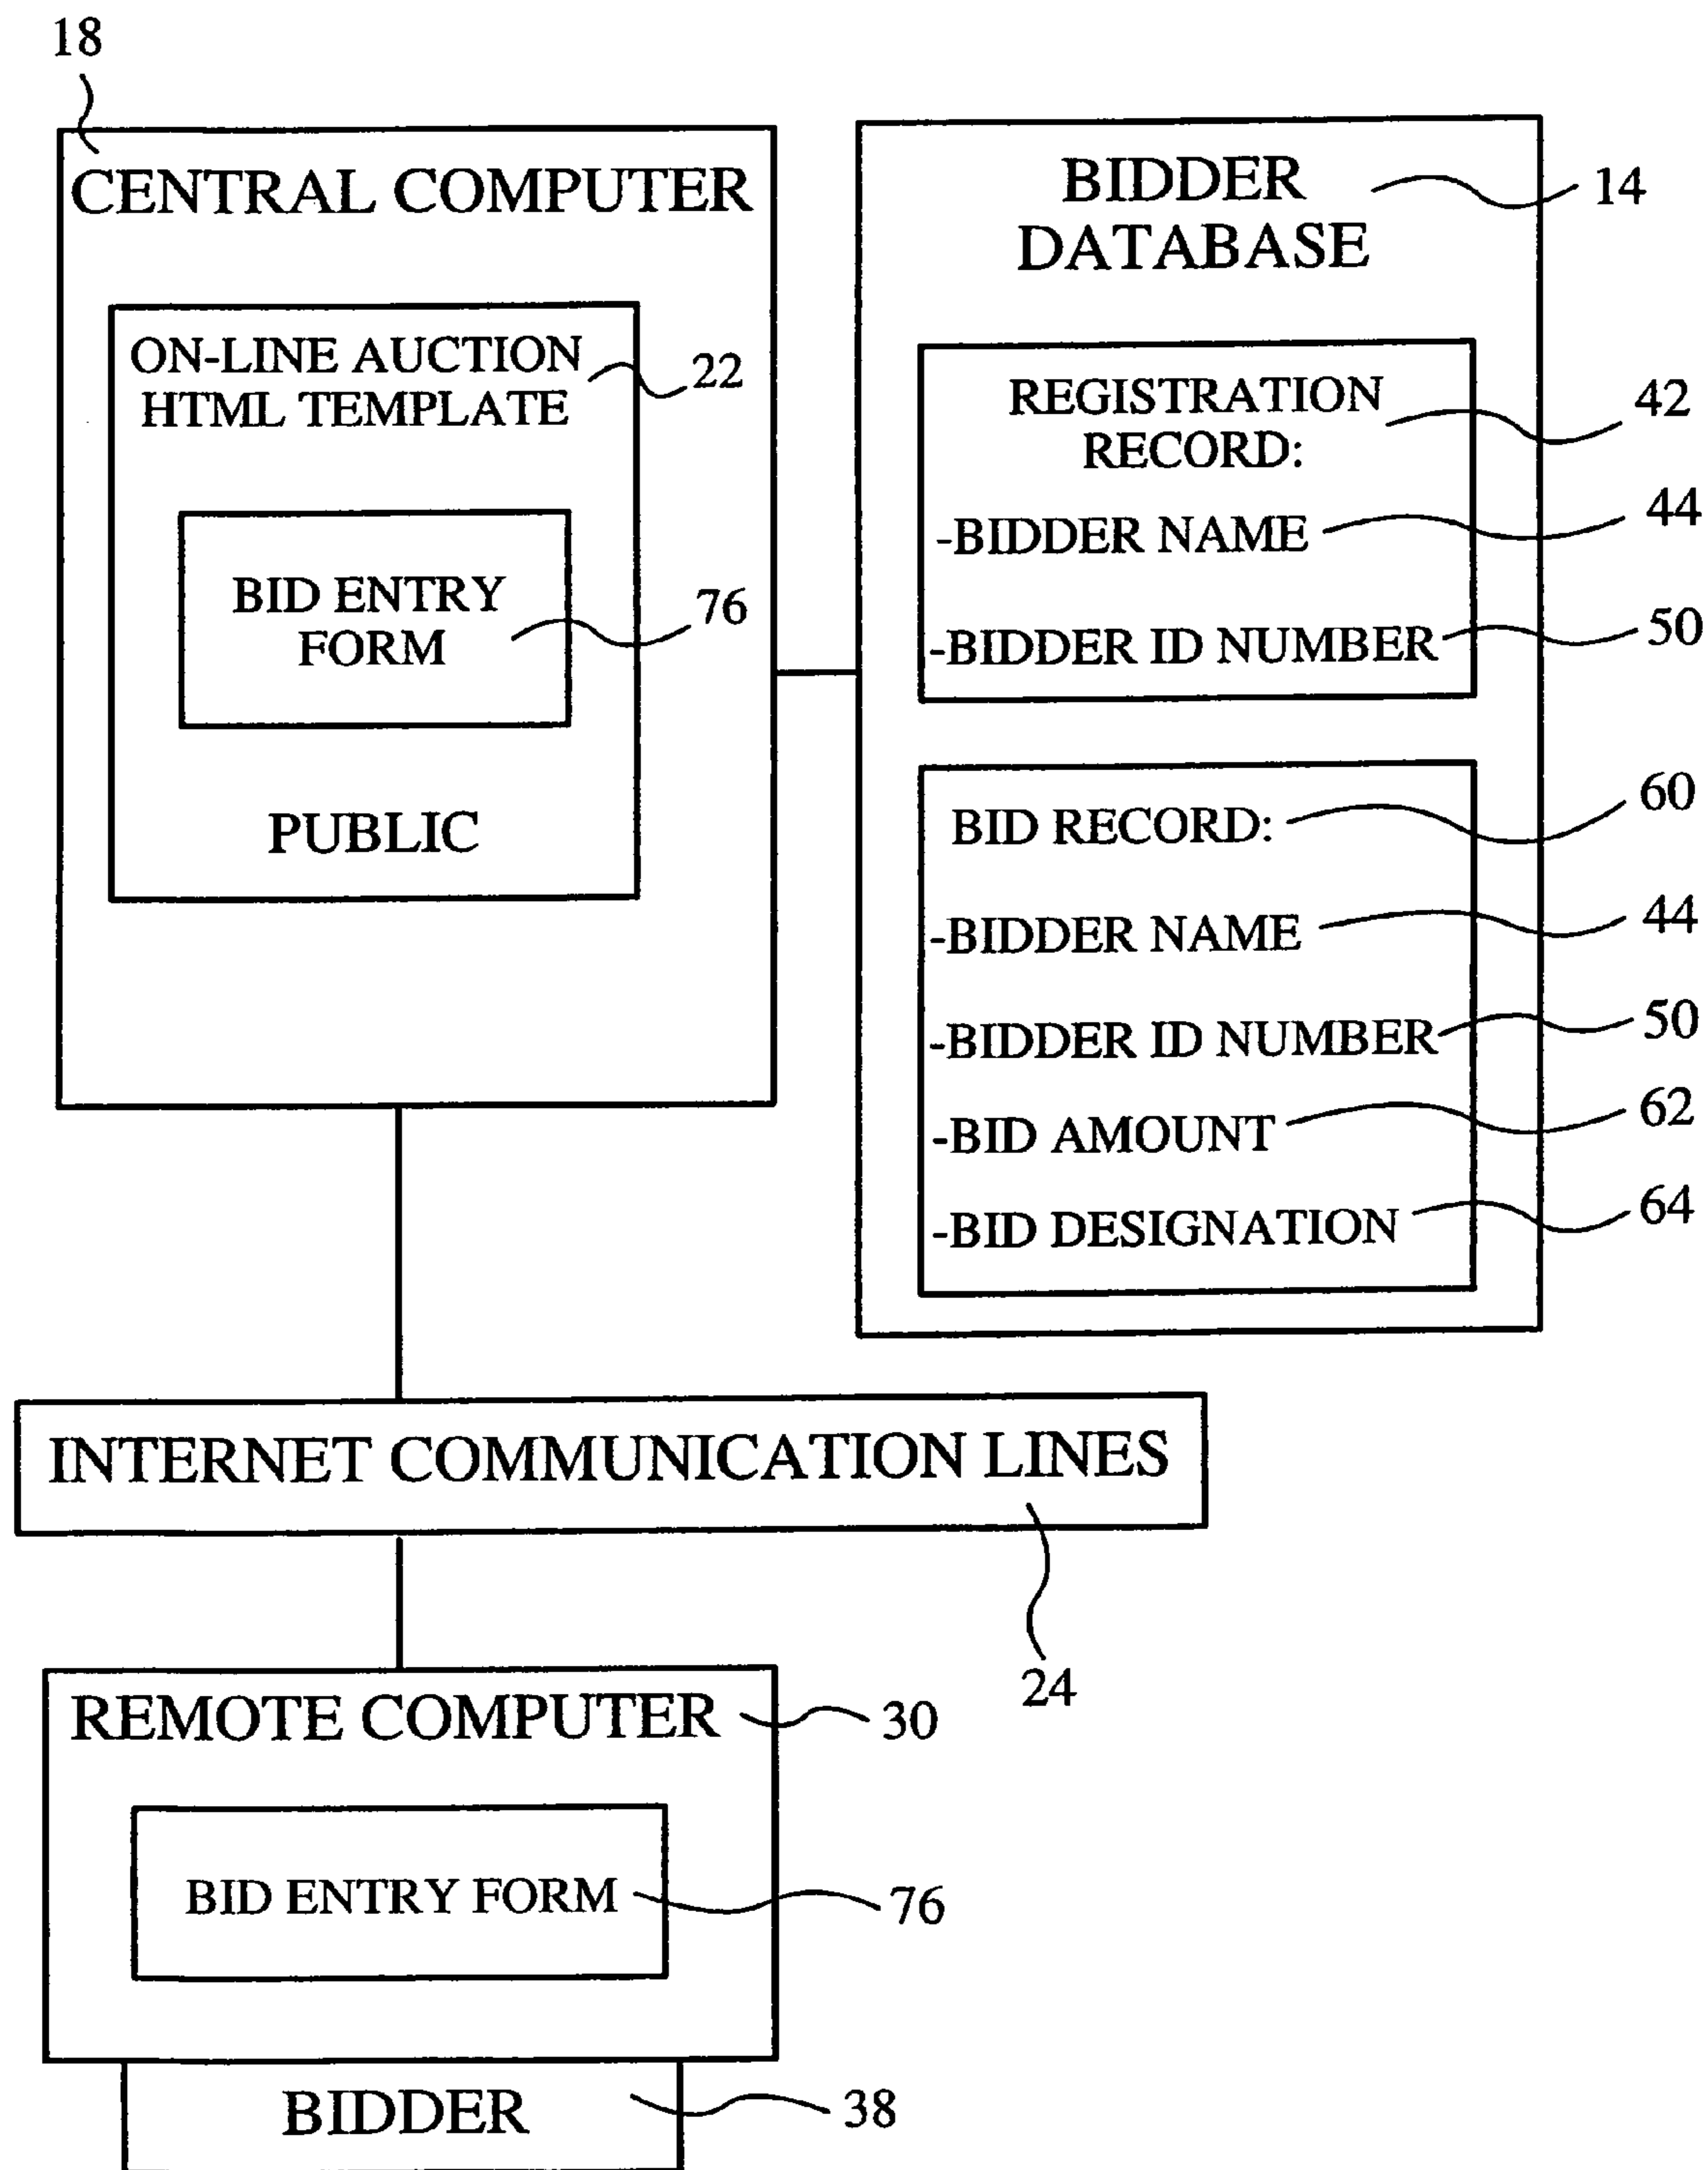 18
CENTRAL COMPUTER
ON-LINE AUCTION
HTML TEMPLATE
22
BID ENTRY
FORM
76
PUBLIC
BIDDER
DATABASE
14
REGISTRATION
RECORD:
42
-BIDDER NAME
44
-BIDDER ID NUMBER
50
BID RECORD:
60
-BIDDER NAME
44
-BIDDER ID NUMBER
50
-BID AMOUNT
62
-BID DESIGNATION
64
INTERNET COMMUNICATION LINES
24
REMOTE COMPUTER
30
BID ENTRY FORM
76
BIDDER
38